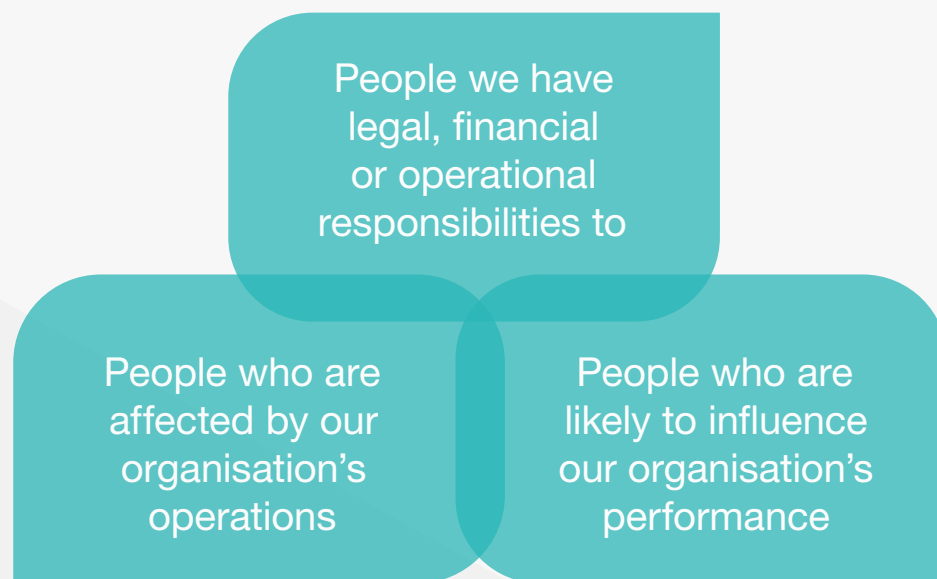 People we have
legal, financial
or operational
responsibilities to
People who are
affected by our
organisation’s
operations
People who are
likely to influence
our organisation’s
performance